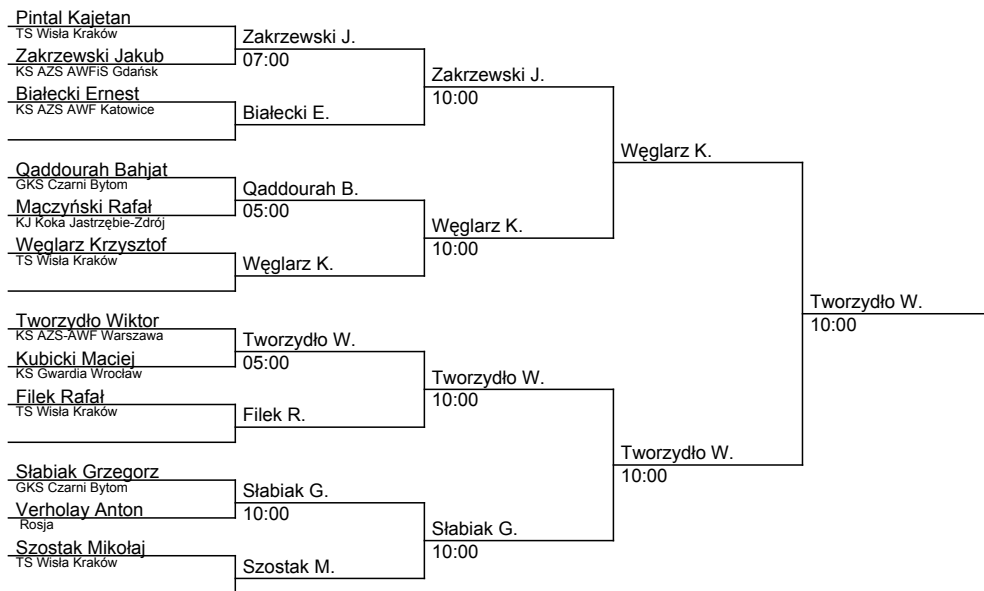 Pintal Kajetan
TS Wisła Kraków
Zakrzewski Jakub
KS AZS AWFiS Gdańsk
Białecki Ernest
KS AZS AWF Katowice
Qaddourah Bahjat
GKS Czarni Bytom
Mączyński Rafał
KJ Koka Jastrzębie-Zdrój
Węglarz Krzysztof
TS Wisła Kraków
Tworzydło Wiktor
KS AZS-AWF Warszawa
Kubicki Maciej
KS Gwardia Wrocław
Filek Rafał
TS Wisła Kraków
Słabiak Grzegorz
GKS Czarni Bytom
Verholay Anton
Rosja
Szostak Mikołaj
TS Wisła Kraków
Zakrzewski J.
07:00
Białecki E.
Qaddourah B.
05:00
Węglarz K.
Tworzydło W.
05:00
Filek R.
Słabiak G.
10:00
Szostak M.
Zakrzewski J.
10:00
Węglarz K.
10:00
Tworzydło W.
10:00
Słabiak G.
10:00
Węglarz K.
Tworzydło W.
10:00
Tworzydło W.
10:00